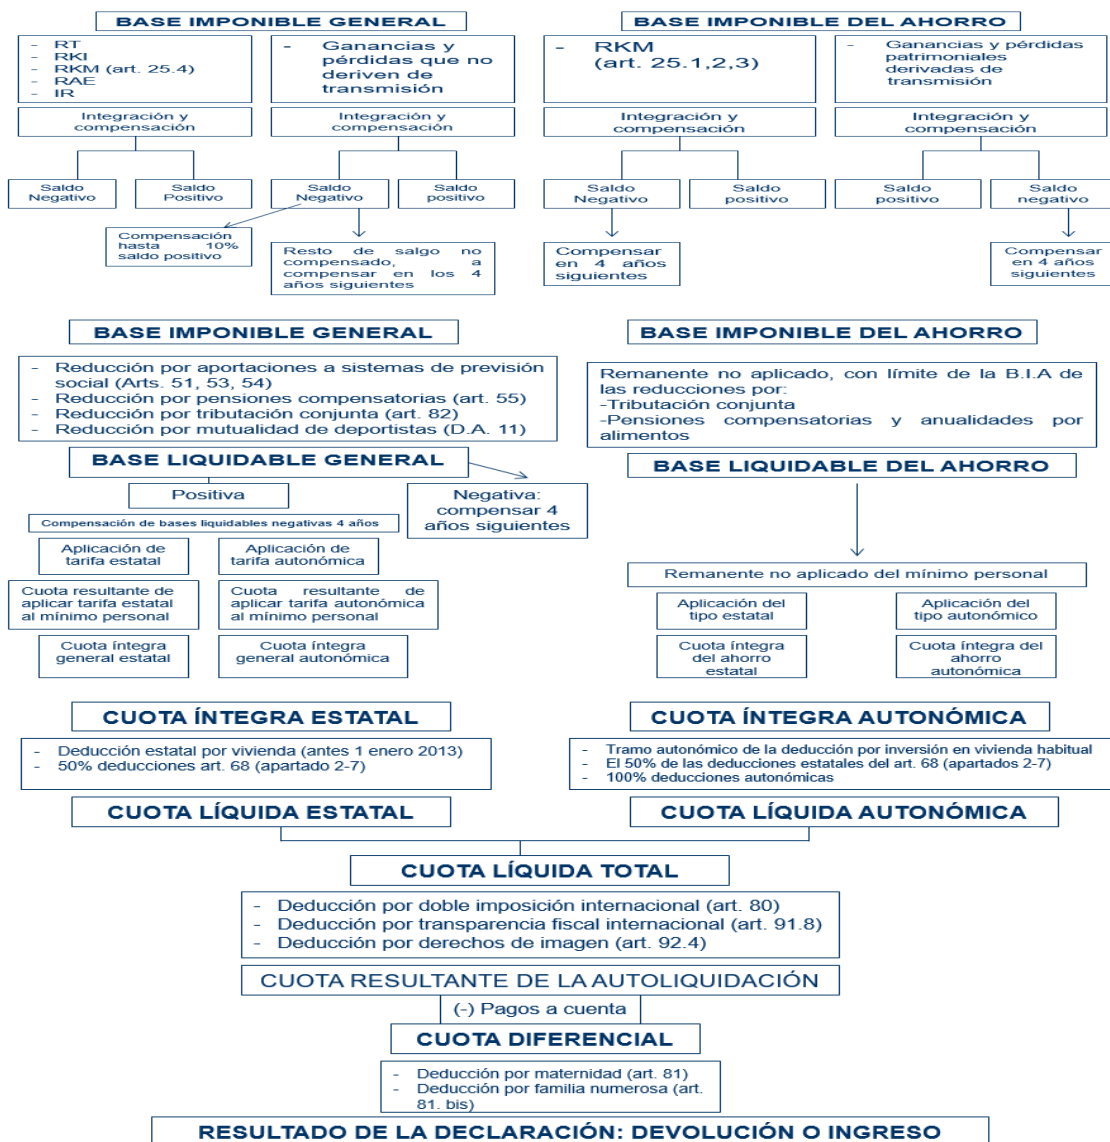 BASE IMPONIBLE GENERAL
- RT
- RKI
- RKM (art. 25.4)
- RAE
- IR
- Ganancias y
pérdidas que no
deriven de
transmisión
Integración y
compensación
Integración y
compensación
Saldo
Negativo
Saldo
Positivo
Saldo
Negativo
Saldo
positivo
Compensación
hasta 10%
saldo positivo
Resto de salgo no
compensado, a
compensar en los 4
años siguientes
BASE IMPONIBLE DEL AHORRO
- RKM
(art. 25.1,2,3)
- Ganancias y pérdidas
patrimoniales
derivadas de
transmisión
Integración y
compensación
Integración y
compensación
Saldo
Negativo
Saldo
positivo
Saldo
positivo
Saldo
negativo
Compensar
en 4 años
siguientes
Compensar
en 4 años
siguientes
BASE IMPONIBLE GENERAL
- Reducción por aportaciones a sistemas de previsión
social (Arts. 51, 53, 54)
- Reducción por pensiones compensatorias (art. 55)
- Reducción por tributación conjunta (art. 82)
- Reducción por mutualidad de deportistas (D.A. 11)
BASE LIQUIDABLE GENERAL
Positiva
Negativa:
compensar 4
años siguientes
Compensación de bases liquidables negativas 4 años
Aplicación de
tarifa estatal
Aplicación de
tarifa autonómica
Cuota resultante de
aplicar tarifa estatal
al mínimo personal
Cuota resultante de
aplicar tarifa autonómica
al mínimo personal
Cuota íntegra
general estatal
Cuota íntegra
general autonómica
BASE IMPONIBLE DEL AHORRO
Remanente no aplicado, con límite de la B.I.A de
las reducciones por:
-Tributación conjunta
-Pensiones compensatorias y anualidades por
alimentos
BASE LIQUIDABLE DEL AHORRO
Remanente no aplicado del mínimo personal
Aplicación del
tipo estatal
Aplicación del
tipo autonómico
Cuota íntegra
del ahorro
estatal
Cuota íntegra del
ahorro
autonómica
CUOTA ÍNTEGRA ESTATAL
- Deducción estatal por vivienda (antes 1 enero 2013)
- 50% deducciones art. 68 (apartado 2-7)
CUOTA LÍQUIDA ESTATAL
CUOTA ÍNTEGRA AUTONÓMICA
- Tramo autonómico de la deducción por inversión en vivienda habitual
- El 50% de las deducciones estatales del art. 68 (apartados 2-7)
- 100% deducciones autonómicas
CUOTA LÍQUIDA AUTONÓMICA
CUOTA LÍQUIDA TOTAL
- Deducción por doble imposición internacional (art. 80)
- Deducción por transparencia fiscal internacional (art. 91.8)
- Deducción por derechos de imagen (art. 92.4)
CUOTA RESULTANTE DE LA AUTOLIQUIDACIÓN
(-) Pagos a cuenta
CUOTA DIFERENCIAL
- Deducción por maternidad (art. 81)
- Deducción por familia numerosa (art.
81. bis)
RESULTADO DE LA DECLARACIÓN: DEVOLUCIÓN O INGRESO